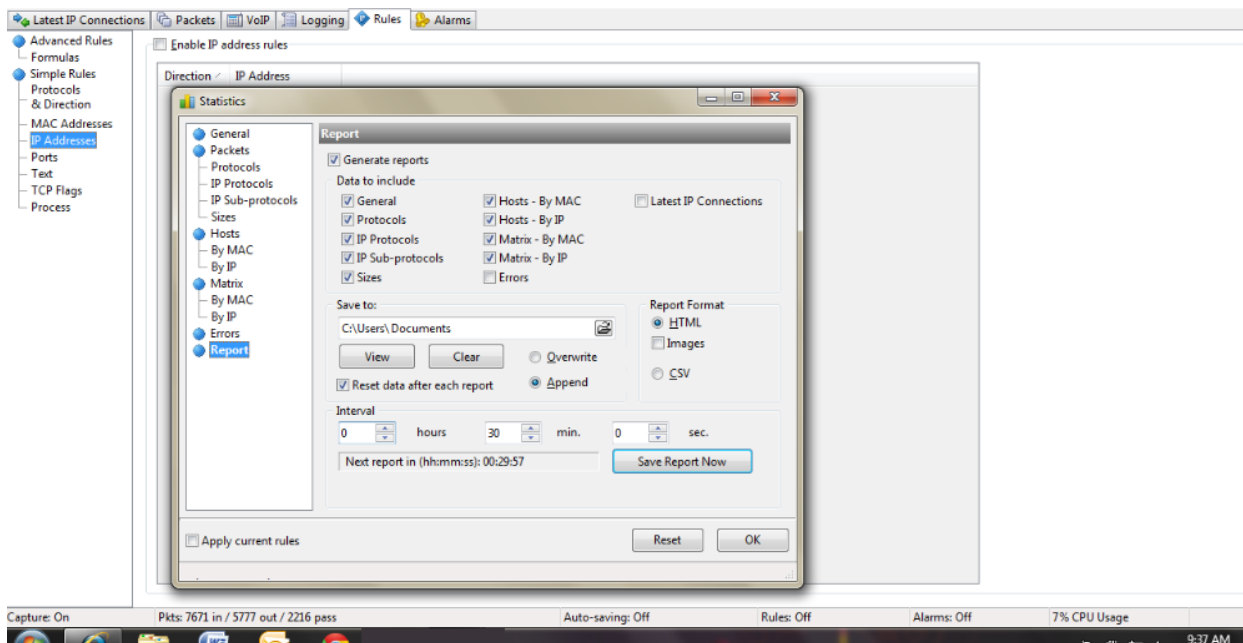 Latest IP Connections Packets VoIP Logging Rules Alarms
Advanced Rules
Formulas
Simple Rules
Protocols
& Direction
MAC Addresses
IP Addresses
Ports
Text
TCP Flags
Process
Enable IP address rules
Direction IP Address
Statistics
General
Packets
Protocols
IP Protocols
IP Sub-protocols
Sizes
Hosts
By MAC
By IP
Matrix
By MAC
By IP
Errors
Report
Report
Generate reports
Data to include
General Hosts - By MAC Latest IP Connections
Protocols Hosts - By IP
IP Protocols Matrix - By MAC
IP Sub-protocols Matrix - By IP
Sizes Errors
Save to:
C:\Users\ Documents
View Clear Overwrite
Reset data after each report Append
Report Format
HTML
Images
CSV
Interval
0 hours 30 min. 0 sec.
Next report in (hh:mm:ss): 00:29:57 Save Report Now
Apply current rules Reset OK
Capture: On Pkts: 7671 in / 5777 out / 2216 pass Auto-saving: Off Rules: Off Alarms: Off 7% CPU Usage
9:37 AM